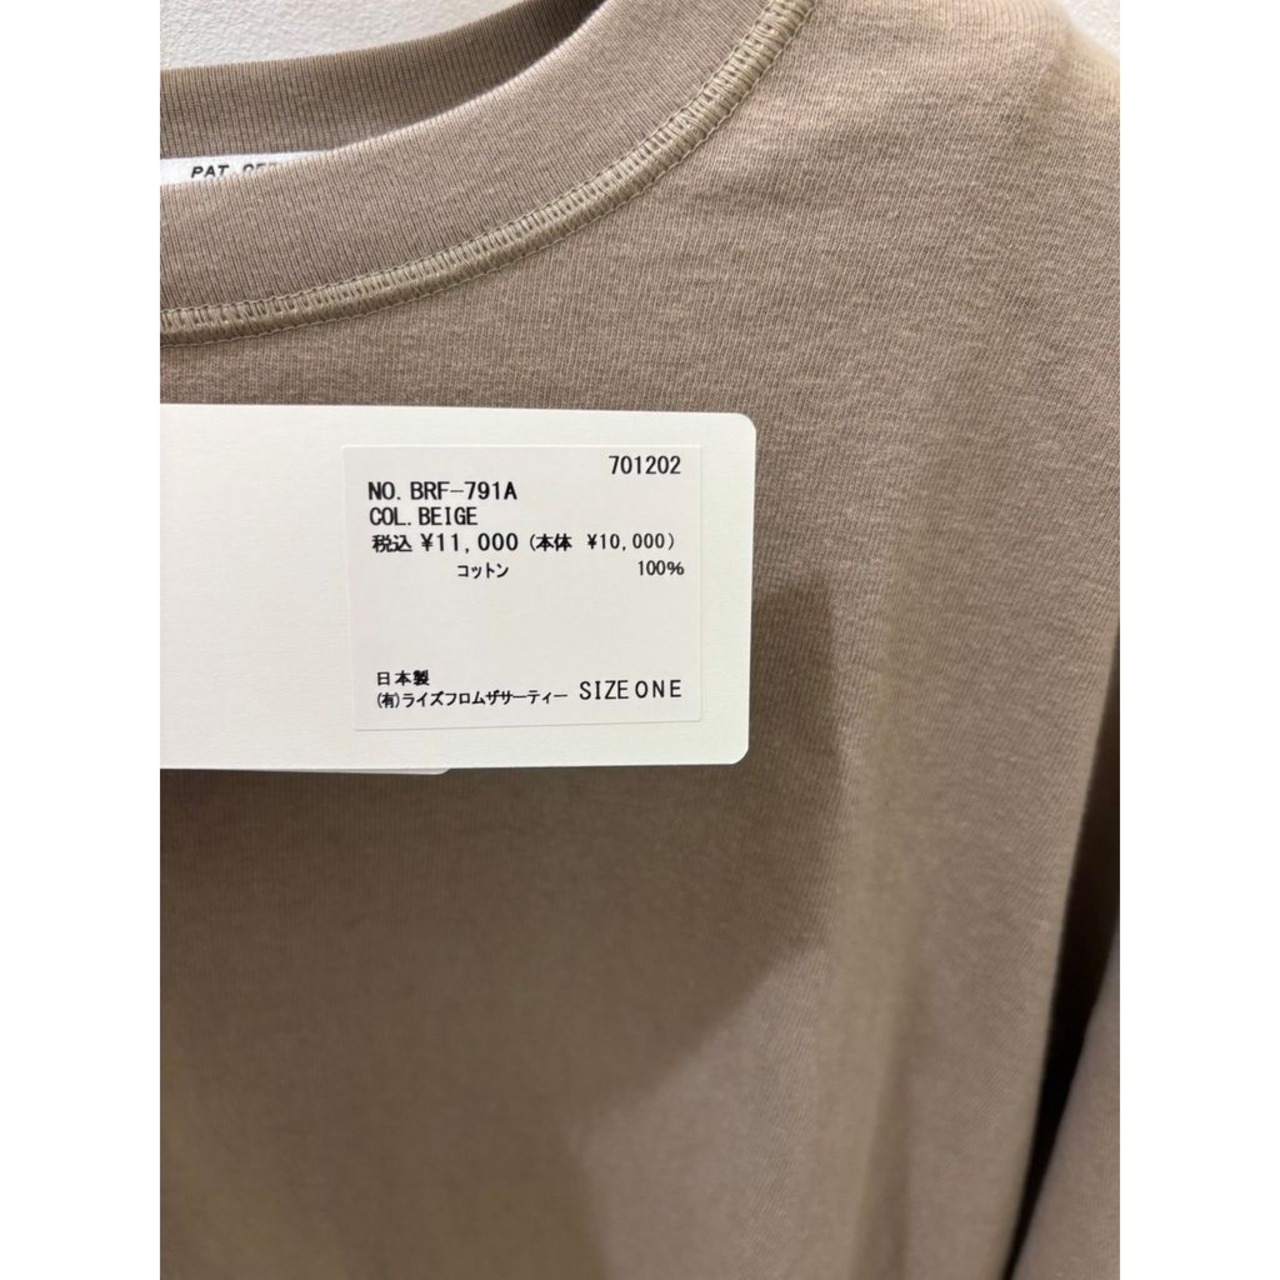 PAT.
701202
NO. BRF-791A
COL. BEIGE
税込 ¥11,000 (本体 ¥10,000)
コットン 100%
日本製
(有)ライズフロムザサーティー SIZE ONE